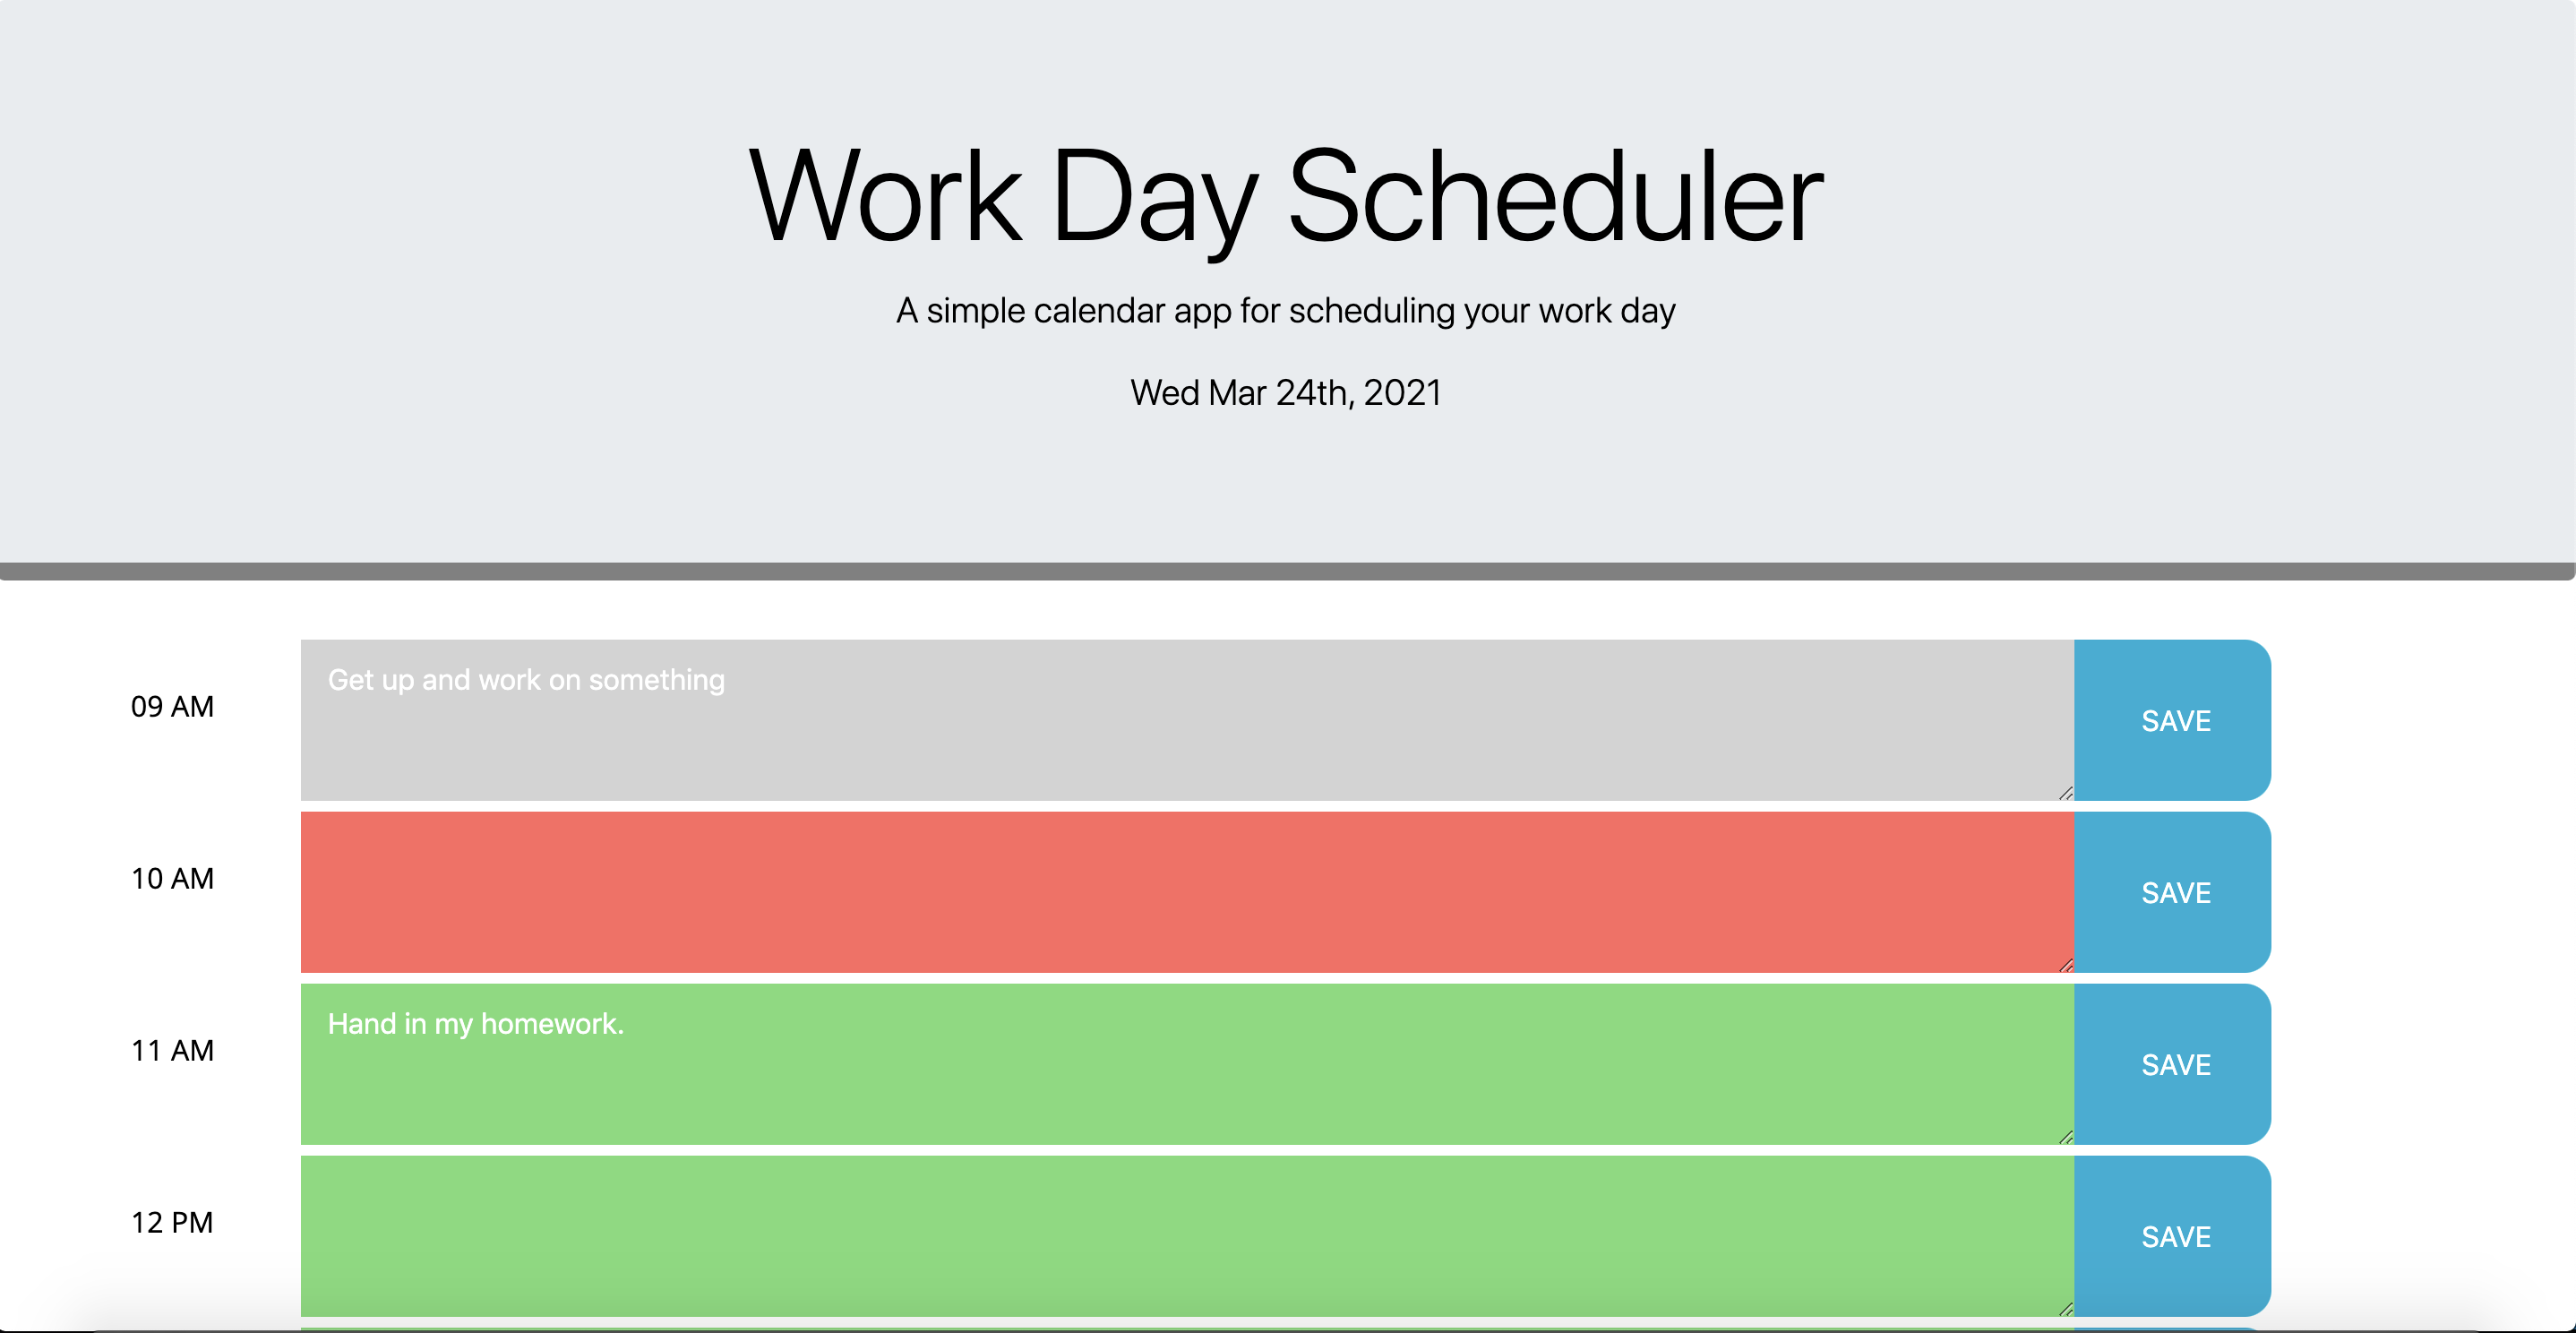 Work Day Scheduler
A simple calendar app for scheduling your work day
Wed Mar 24th, 2021
09 AM
Get up and work on something
SAVE
10 AM
SAVE
11 AM
Hand in my homework.
SAVE
12 PM
SAVE